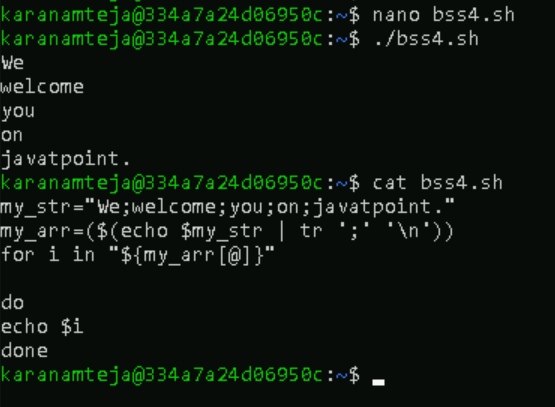 karanamteja@334a7a24d06950c:~$ nano bss4.sh
karanamteja@334a7a24d06950c:~$ ./bss4.sh
We
welcome
you
on
javatpoint.
karanamteja@334a7a24d06950c:~$ cat bss4.sh
my_str="We;welcome;you;on;javatpoint."
my_arr=($(echo $my_str | tr ';' '\n'))
for i in "${my_arr[@]}"
do
echo $i
done
karanamteja@334a7a24d06950c:~$